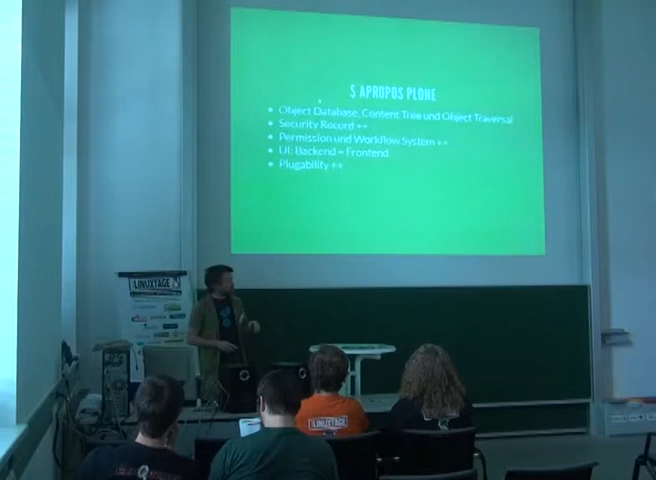 $ APROPOS PLONE
Object Database, Content Tree und Object Traversal
Security Record ++
Permission und Workflow System ++
UI: Backend = Frontend
Plugability ++
LINUXTAGE
LINUXTAGE